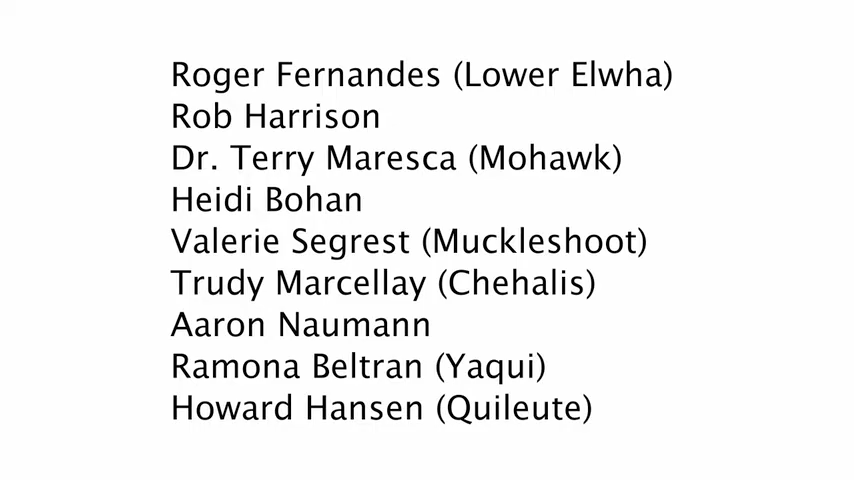 Roger Fernandes (Lower Elwha)
Rob Harrison
Dr. Terry Maresca (Mohawk)
Heidi Bohan
Valerie Segrest (Muckleshoot)
Trudy Marcellay (Chehalis)
Aaron Naumann
Ramona Beltran (Yaqui)
Howard Hansen (Quileute)